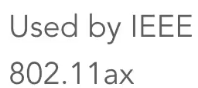 Used by IEEE
802.11ax